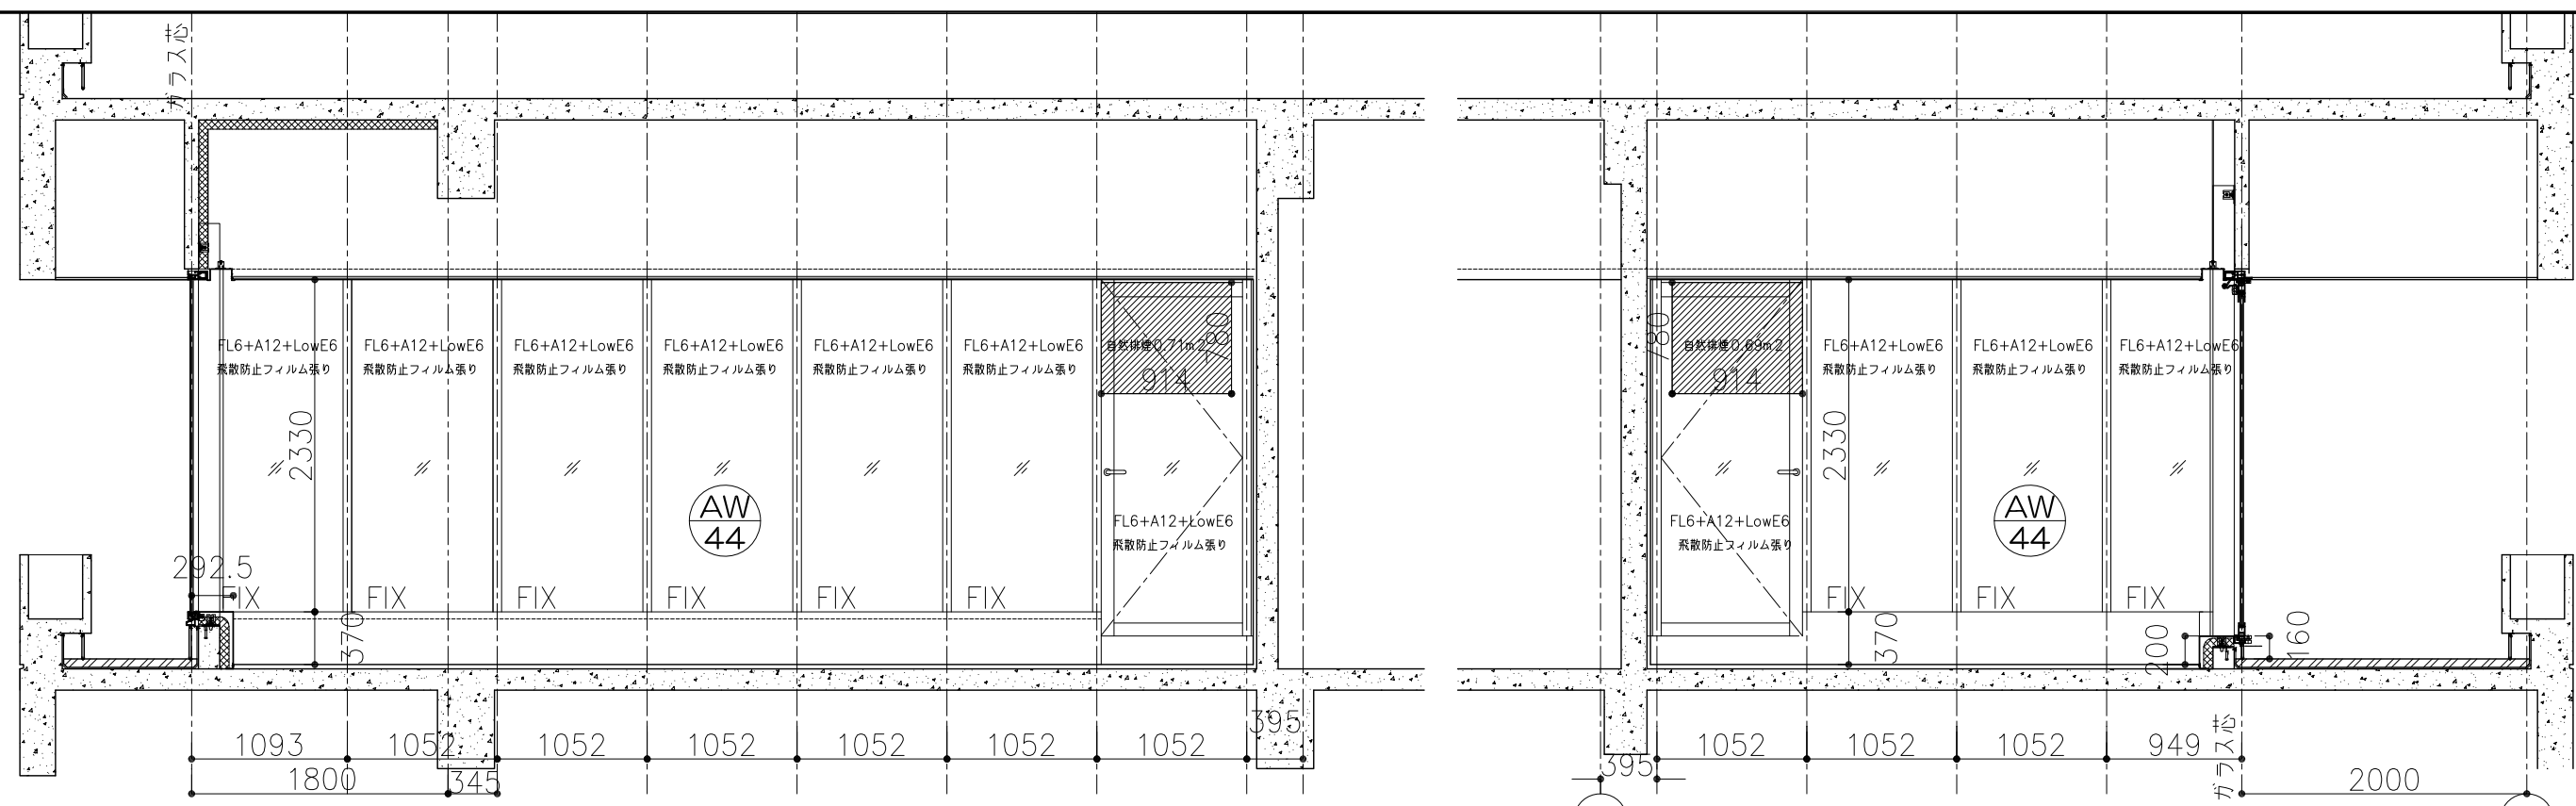 ガラス芯
FL6+A12+LowE6
飛散防止フィルム張り
FL6+A12+LowE6
飛散防止フィルム張り
FL6+A12+LowE6
飛散防止フィルム張り
FL6+A12+LowE6
飛散防止フィルム張り
FL6+A12+LowE6
飛散防止フィルム張り
FL6+A12+LowE6
飛散防止フィルム張り
自然排煙0.71m2
780
914
2330
AW
44
FL6+A12+LowE6
飛散防止フィルム張り
292.5
FIX
FIX
FIX
FIX
FIX
FIX
370
395
1093
1052
1052
1052
1052
1052
1052
1800
345
780
自然排煙0.69m2
914
FL6+A12+LowE6
飛散防止フィルム張り
FL6+A12+LowE6
飛散防止フィルム張り
FL6+A12+LowE6
飛散防止フィルム張り
2330
AW
44
FL6+A12+LowE6
飛散防止フィルム張り
FIX
FIX
FIX
370
200
160
395
1052
1052
1052
949
ガラス芯
2000